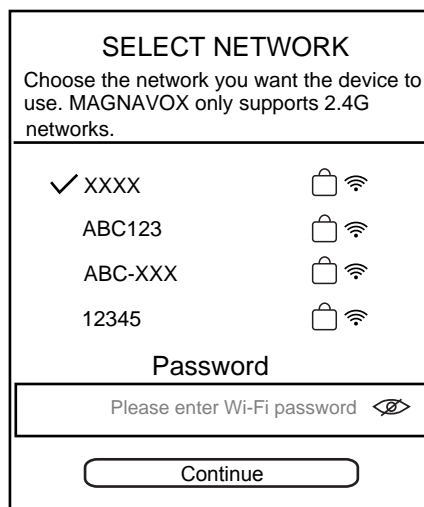 SELECT NETWORK
Choose the network you want the device to
use. MAGNAVOX only supports 2.4G
networks.
XXXX
ABC123
ABC-XXX
12345
Password
Please enter Wi-Fi password
Continue